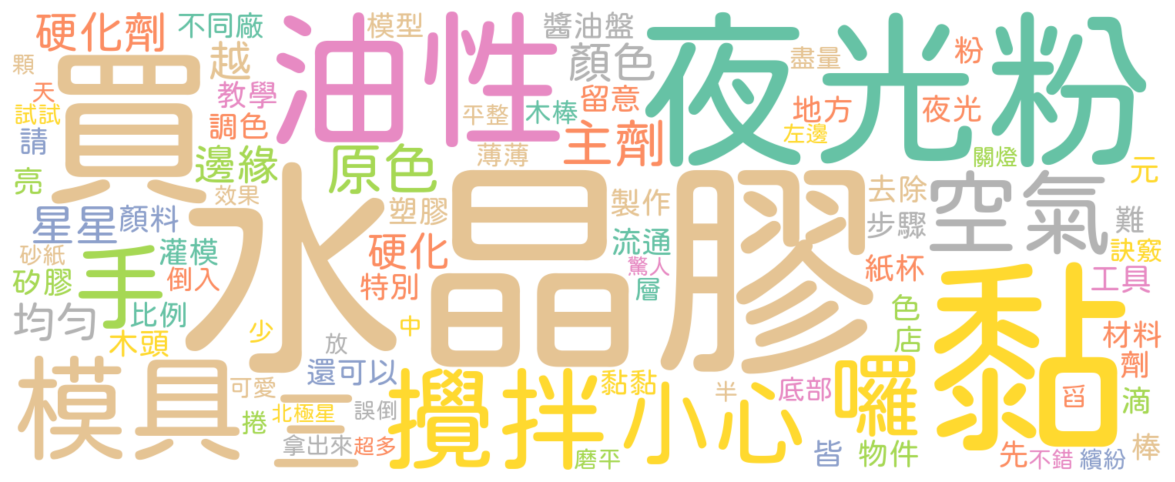 硬化劑
不同廠
油性
模型
醬油盤
夜光粉
顆
買
越
顏色
盡量
粉
天
教學
平整
木棒
留意
地方
夜光
試試
請
調色
主劑
左邊
亮
邊緣
原色
薄薄
關燈
元
效果
水晶膠
塑膠
製作
去除
空氣
星星
顏料
步驟
難
砂紙
手
灌模
硬化
流通
訣竅
矽膠
倒入
特別
驚人
層
紙杯
工具
均勻
比例
少
中
色
黏
木頭
放
店
材料
模具
可愛
還可以
黏黏
半
底部
囉
劑
捲
北極星
誤倒
攪拌
小心
舀
滴
三
拿出來
超多
磨平
皆
物件
先
不錯
繽紛
棒